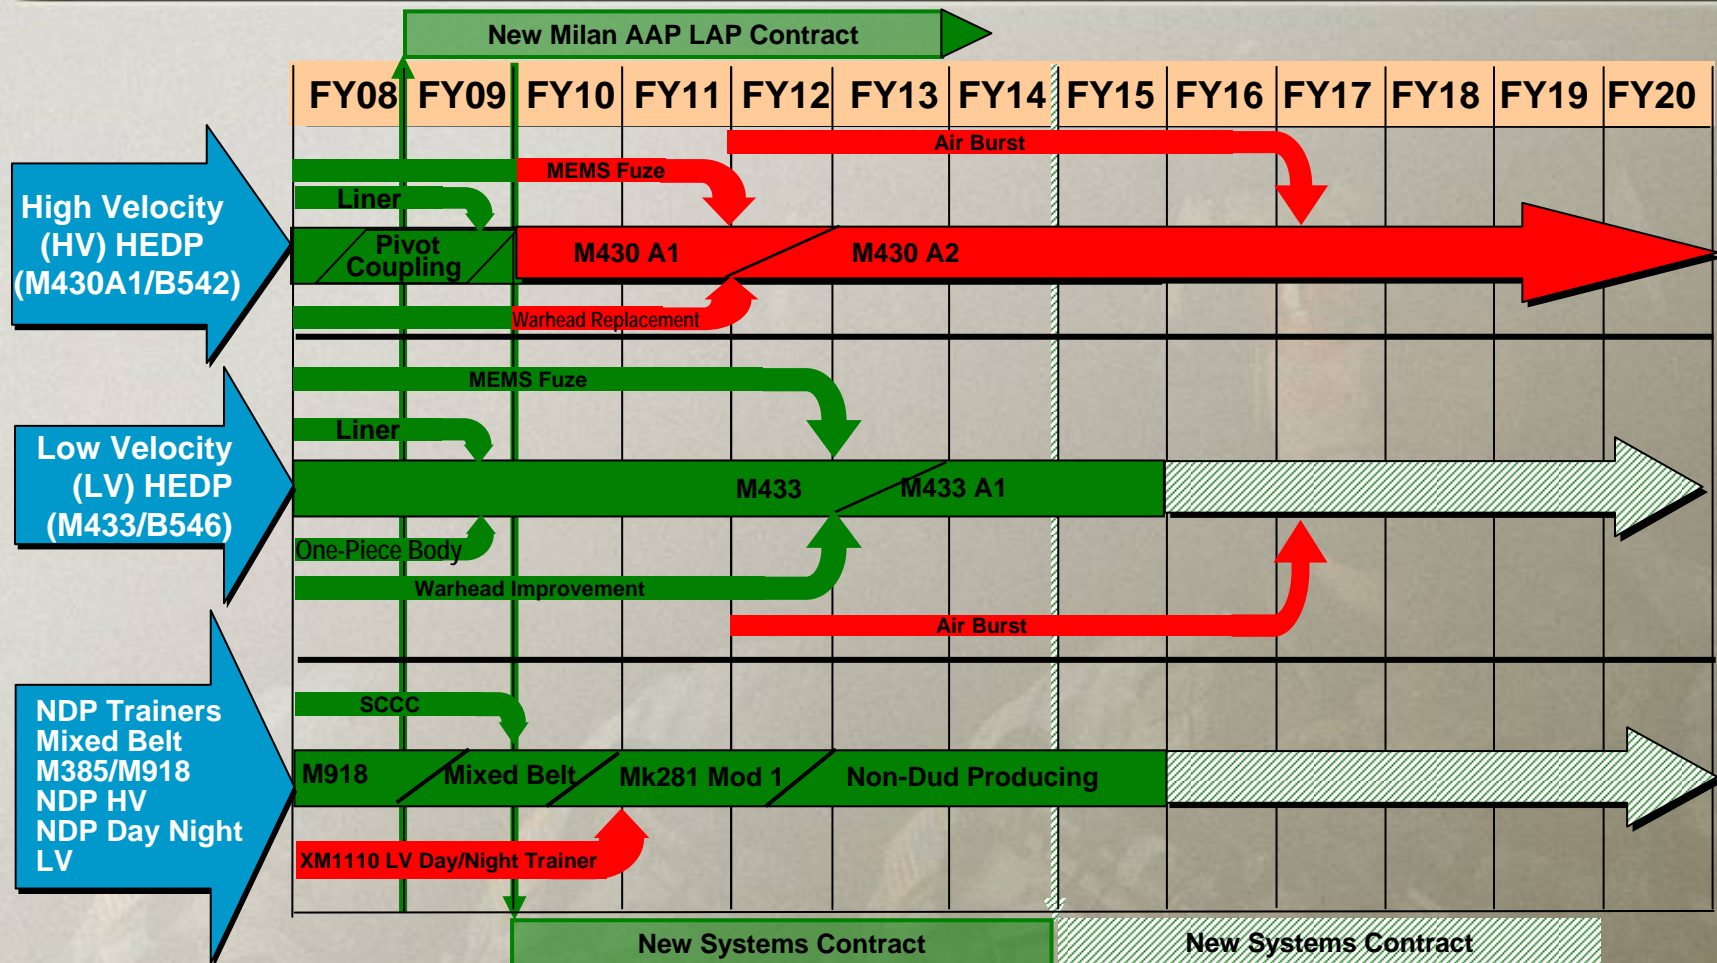 New Milan AAP LAP Contract
FY08 FY09 FY10 FY11 FY12 FY13 FY14 FY15 FY16 FY17 FY18 FY19 FY20
High Velocity
(HV) HEDP
(M430A1/B542)
Air Burst
MEMS Fuze
Liner
Pivot
Coupling
M430 A1
M430 A2
Warhead Replacement
Low Velocity
(LV) HEDP
(M433/B546)
MEMS Fuze
Liner
M433
M433 A1
One-Piece Body
Warhead Improvement
Air Burst
NDP Trainers
Mixed Belt
M385/M918
NDP HV
NDP Day Night
LV
SCCC
M918
Mixed Belt
Mk281 Mod 1
Non-Dud Producing
XM1110 LV Day/Night Trainer
New Systems Contract
New Systems Contract